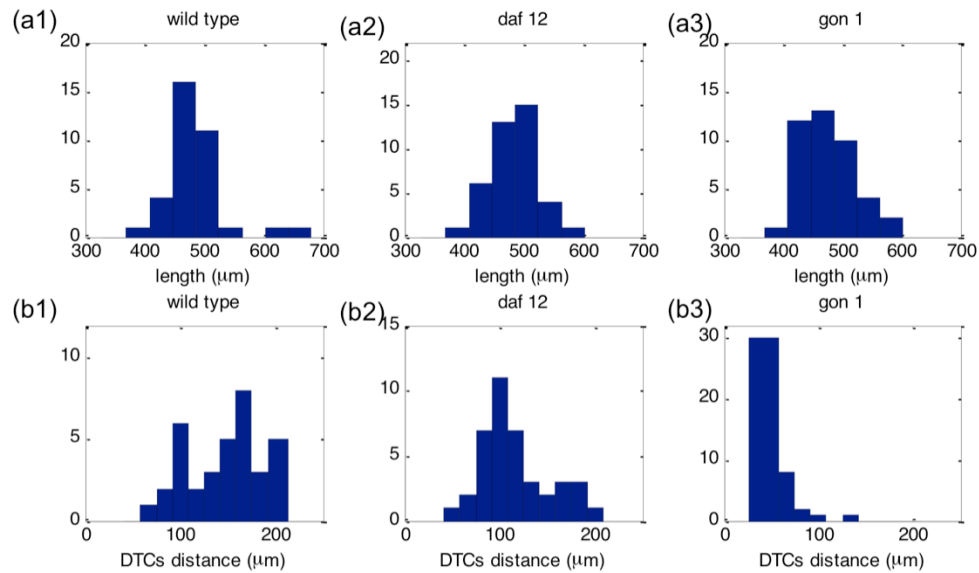 (a1) wild type
(a2) daf 12
(a3) gon 1
20
15
10
5
0
300 400 500 600 700
length (μm)
20
15
10
5
0
300 400 500 600 700
length (μm)
20
15
10
5
0
300 400 500 600 700
length (μm)
(b1) wild type
(b2) daf 12
(b3) gon 1
10
5
0
0 100 200
DTCs distance (μm)
15
10
5
0
0 100 200
DTCs distance (μm)
30
20
10
0
0 100 200
DTCs distance (μm)